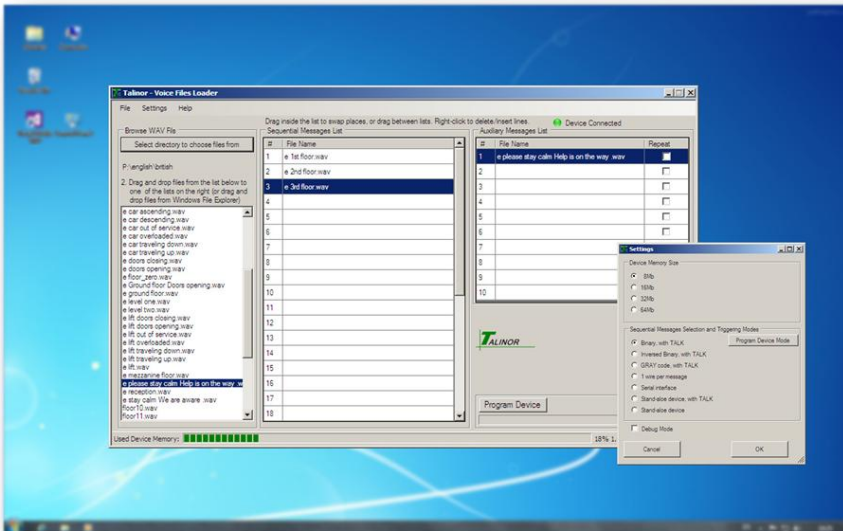 Talinor - Voice Files Loader
File Settings Help
Drag inside the list to swap places, or drag between lists. Right-click to delete/insert lines.
Device Connected
Browse WAV File
Select directory to choose files from
P:\english\british
2. Drag and drop files from the list below to
one of the lists on the right (or drag and
drop files from Windows File Explorer)
e car ascending.wav
e car descending.wav
e car out of service.wav
e car overloaded.wav
e car traveling down.wav
e car traveling up.wav
e doors closing.wav
e doors opening.wav
e floor_zero.wav
e Ground floor Doors opening.wav
e ground floor.wav
e level one.wav
e level two.wav
e lift doors closing.wav
e lift doors opening.wav
e lift out of service.wav
e lift overloaded.wav
e lift traveling down.wav
e lift traveling up.wav
e lift.wav
e mezzanine floor.wav
e please stay calm Help is on the way .w
e reception.wav
e stay calm We are aware .wav
floor10.wav
floor11.wav
Sequential Messages List
# File Name
1 e 1st floor.wav
2 e 2nd floor.wav
3 e 3rd floor.wav
4
5
6
7
8
9
10
11
12
13
14
15
16
17
18
Auxiliary Messages List
# File Name Repeat
1 e please stay calm Help is on the way .wav
2
3
4
5
6
7
8
9
10
TALINOR
Program Device
Used Device Memory:
18% 1.
Settings
Device Memory Size
8Mb
16Mb
32Mb
64Mb
Sequential Messages Selection and Triggering Modes
Binary, with TALK
Program Device Mode
Inversed Binary, with TALK
GRAY code, with TALK
1 wire per message
Serial interface
Stand-aloe device, with TALK
Stand-aloe device
Debug Mode
Cancel
OK